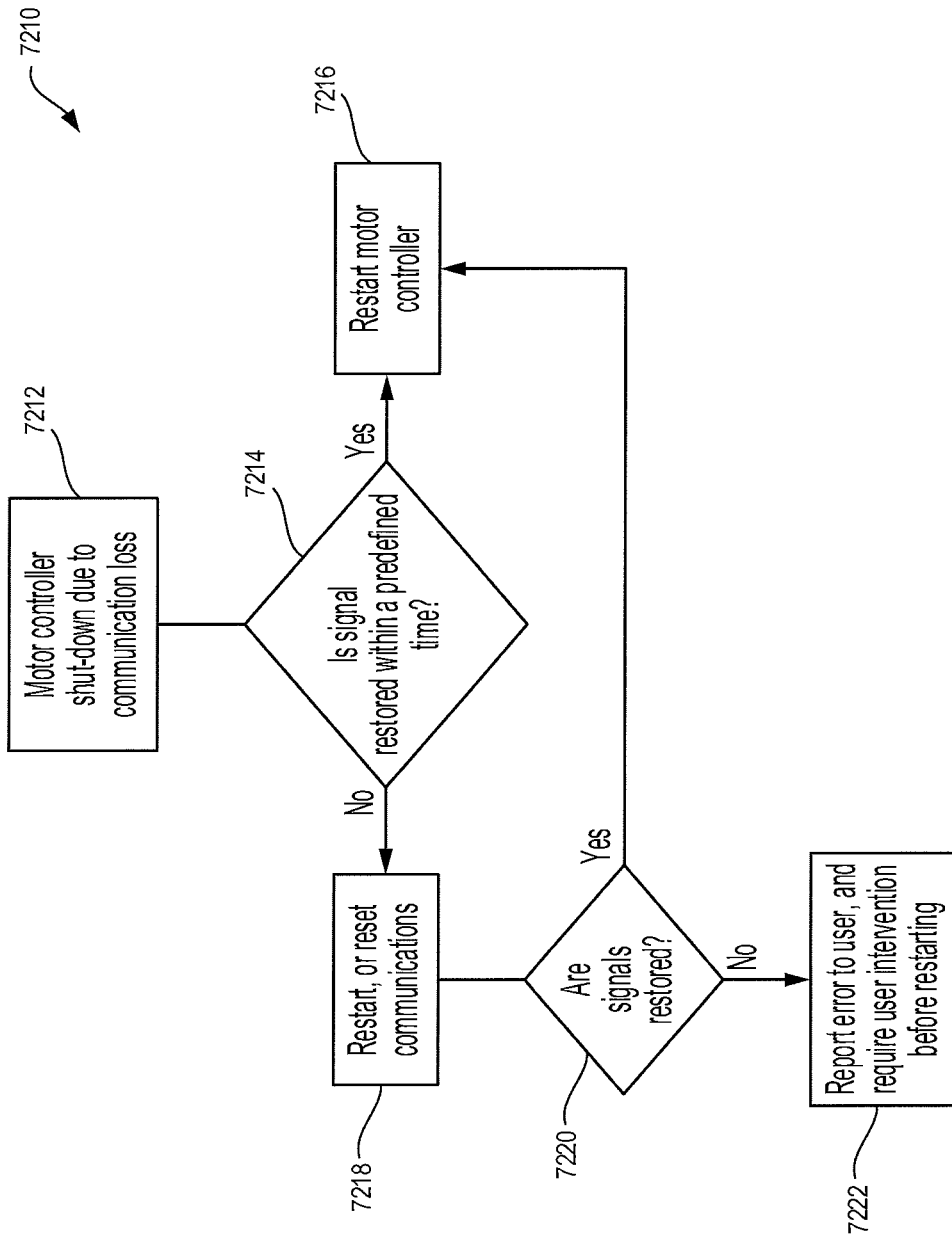 7210
7212
Motor controller
shut-down due to
communication loss
7214
Is signal
restored within a predefined
time?
Yes
7216
Restart motor
controller
No
7218
Restart, or reset
communications
7220
Are
signals
restored?
Yes
No
7222
Report error to user, and
require user intervention
before restarting